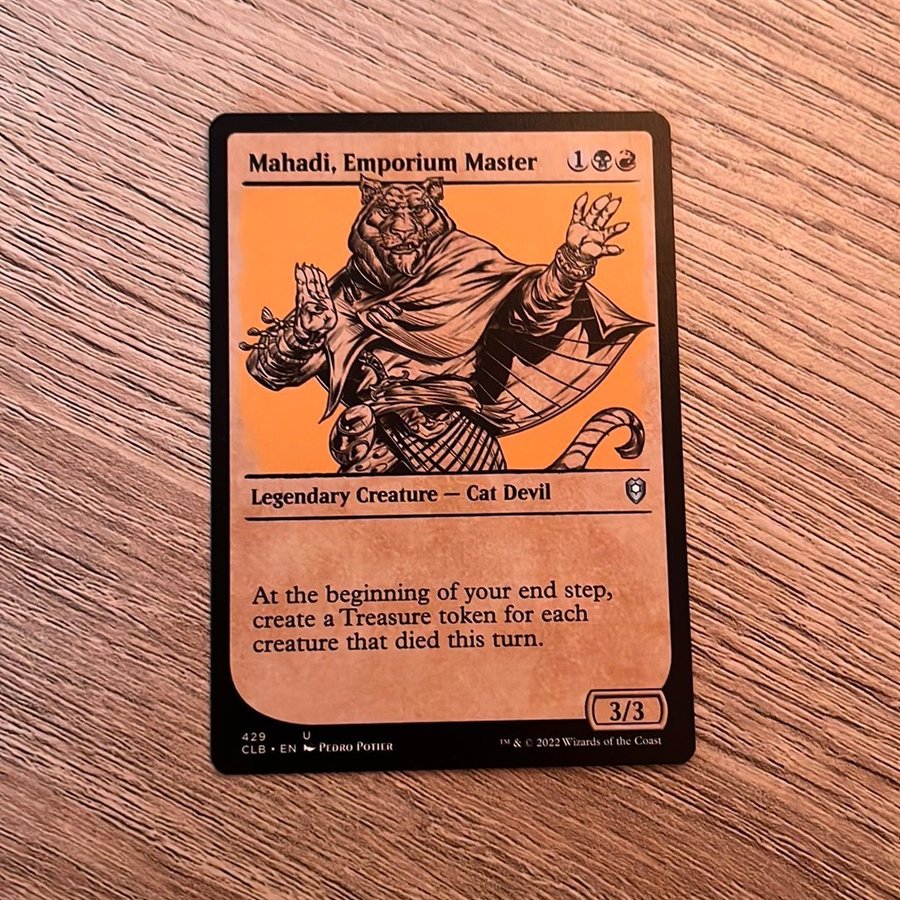 Mahadi, Emporium Master 1
Legendary Creature — Cat Devil
At the beginning of your end step,
create a Treasure token for each
creature that died this turn.
3/3
429 U
CLB • EN Pedro Potier
™ & © 2022 Wizards of the Coast